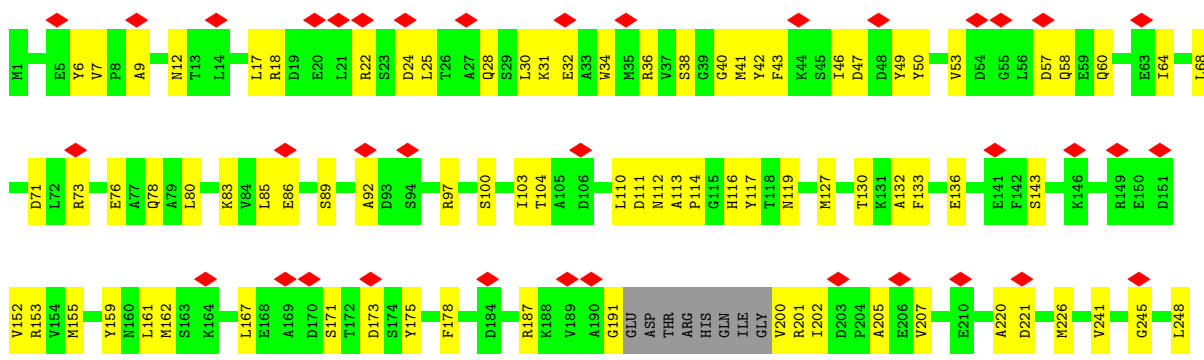 M1 E5 Y6 V7 P8 A9 N12 T13 L14 L17 R18 D19 E20 L21 R22 S23 D24 L25 T26 A27 Q28 S29 L30 K31 E32 A33 W34 M35 R36 V37 S38 G39 G40 M41 Y42 F43 K44 S45 I46 D47 D48 Y49 Y50 V53 D54 G55 L56 D57 Q58 E59 Q60 E63 I64 L68
D71 L72 R73 E76 A77 Q78 A79 L80 K83 V84 L85 E86 S89 A92 D93 S94 R97 S100 I103 T104 A105 D106 L110 D111 N112 A113 P114 G115 H116 Y117 T118 N119 M127 T130 K131 A132 F133 E136 E141 F142 S143 K146 R149 E150 D151
V152 R153 V154 M155 Y159 N160 L161 M162 S163 K164 L167 E168 A169 D170 S171 T172 D173 S174 Y175 F178 D184 R187 K188 V189 A190 G191 GLU ASP THR ARG HIS GLN ILE GLY V200 R201 I202 D203 P204 A205 E206 V207 E210 A220 D221 M226 V241 G245 L248